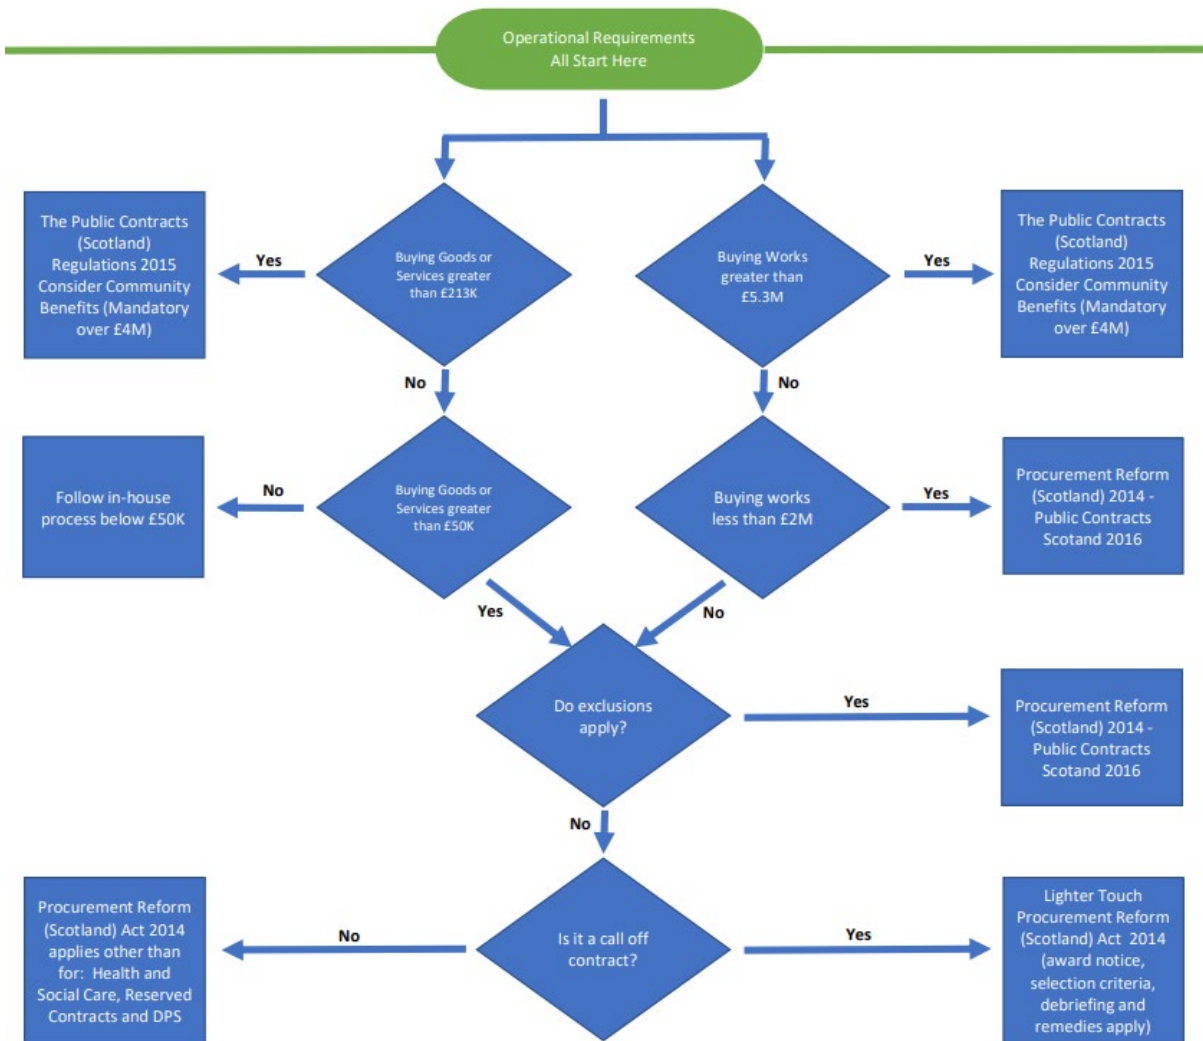 Operational Requirements
All Start Here
The Public Contracts
(Scotland)
Regulations 2015
Consider Community
Benefits (Mandatory
over £4M)
Yes
Buying Goods or
Services greater
than £213K
Buying Works
greater than
£5.3M
Yes
The Public Contracts
(Scotland)
Regulations 2015
Consider Community
Benefits (Mandatory
over £4M)
No
No
Follow in-house
process below £50K
No
Buying Goods or
Services greater
than £50K
Buying works
less than £2M
Yes
Procurement Reform
(Scotland) 2014 -
Public Contracts
Scotand 2016
Yes
No
Do exclusions
apply?
Yes
Procurement Reform
(Scotland) 2014 -
Public Contracts
Scotand 2016
No
Procurement Reform
(Scotland) Act 2014
applies other than
for: Health and
Social Care, Reserved
Contracts and DPS
No
Is it a call off
contract?
Yes
Lighter Touch
Procurement Reform
(Scotland) Act 2014
(award notice,
selection criteria,
debriefing and
remedies apply)